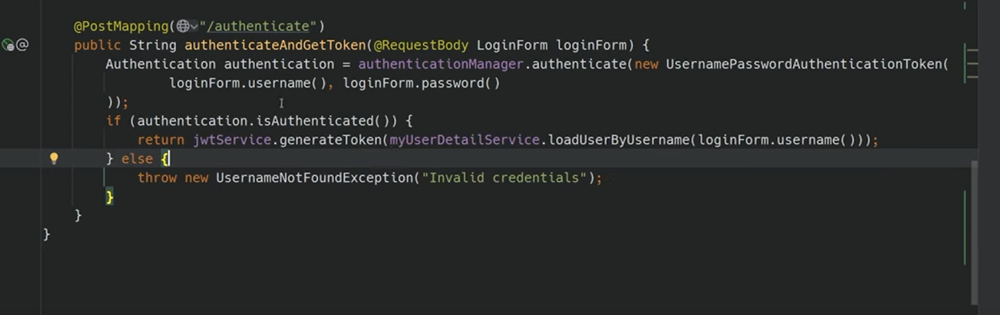 @PostMapping("/authenticate")
public String authenticateAndGetToken(@RequestBody LoginForm loginForm) {
Authentication authentication = authenticationManager.authenticate(new UsernamePasswordAuthenticationToken(
loginForm.username(), loginForm.password()
));
if (authentication.isAuthenticated()) {
return jwtService.generateToken(myUserDetailService.loadUserByUsername(loginForm.username()));
} else {
throw new UsernameNotFoundException("Invalid credentials");
}
}
}